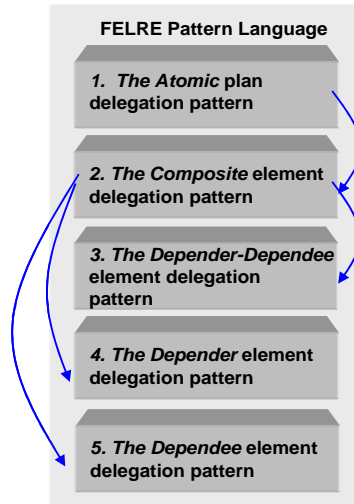 FELRE Pattern Language
1. The Atomic plan
delegation pattern
2. The Composite element
delegation pattern
3. The Depender-Dependee
element delegation
pattern
4. The Depender element
delegation pattern
5. The Dependee element
delegation pattern